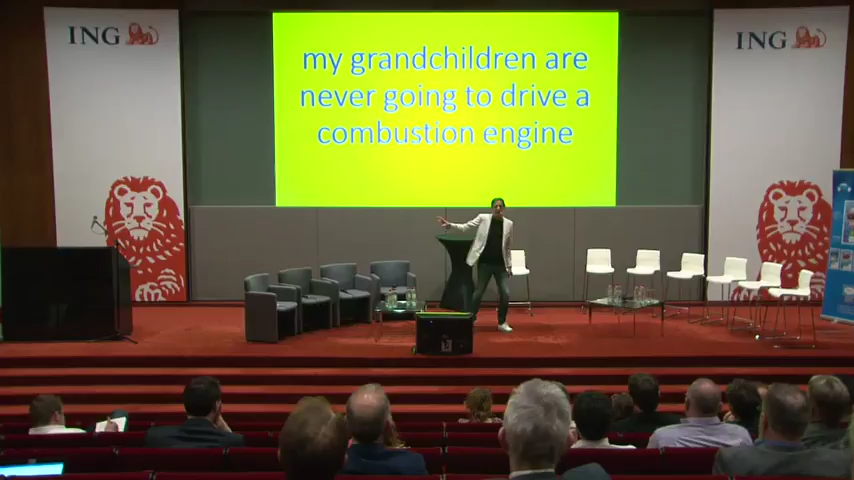 ING
ING
my grandchildren are
never going to drive a
combustion engine